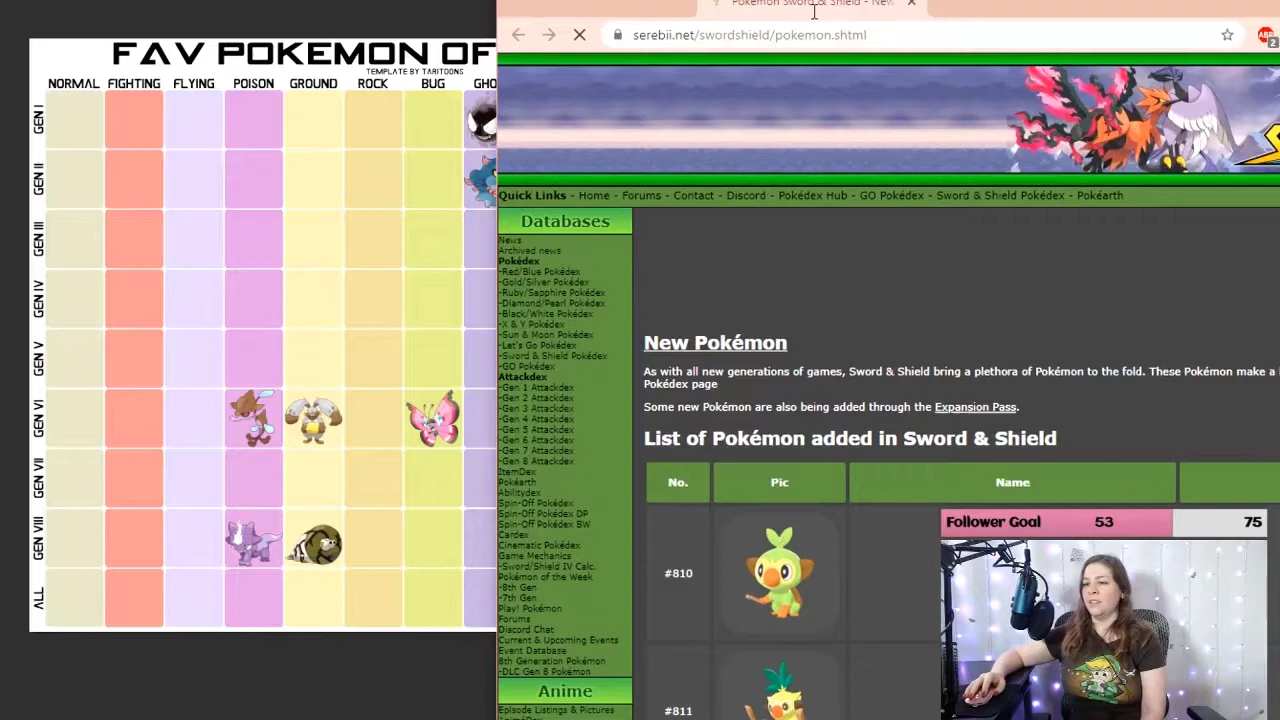 Pokémon Sword & Shield - New
serebii.net/swordshield/pokemon.shtml
2
FAV POKEMON OF
TEMPLATE BY TARITOONS
NORMAL FIGHTING FLYING POISON GROUND ROCK BUG GHO
GEN I
GEN II
GEN III
GEN IV
GEN V
GEN VI
GEN VII
GEN VIII
ALL
Quick Links - Home - Forums - Contact - Discord - Pokédex Hub - GO Pokédex - Sword & Shield Pokédex - Pokéarth
Databases
News
Archived news
Pokédex
-Red/Blue Pokédex
-Gold/Silver Pokédex
-Ruby/Sapphire Pokédex
-Diamond/Pearl Pokédex
-Black/White Pokédex
-X & Y Pokédex
-Sun & Moon Pokédex
-Let's Go Pokédex
-Sword & Shield Pokédex
-GO Pokédex
Attackdex
-Gen 1 Attackdex
-Gen 2 Attackdex
-Gen 3 Attackdex
-Gen 4 Attackdex
-Gen 5 Attackdex
-Gen 6 Attackdex
-Gen 7 Attackdex
-Gen 8 Attackdex
ItemDex
Pokéarth
Abilitydex
Spin-Off Pokédex
Spin-Off Pokédex DP
Spin-Off Pokédex BW
Cardex
Cinematic Pokédex
Game Mechanics
-Sword/Shield IV Calc.
Pokémon of the Week
-8th Gen
-7th Gen
Play! Pokémon
Forums
Discord Chat
Current & Upcoming Events
Event Database
8th Generation Pokémon
-DLC Gen 8 Pokémon
Anime
Episode Listings & Pictures
New Pokémon
As with all new generations of games, Sword & Shield bring a plethora of Pokémon to the fold. These Pokémon make a
Pokédex page
Some new Pokémon are also being added through the Expansion Pass.
List of Pokémon added in Sword & Shield
No. Pic Name
#810
#811
Follower Goal 53 75